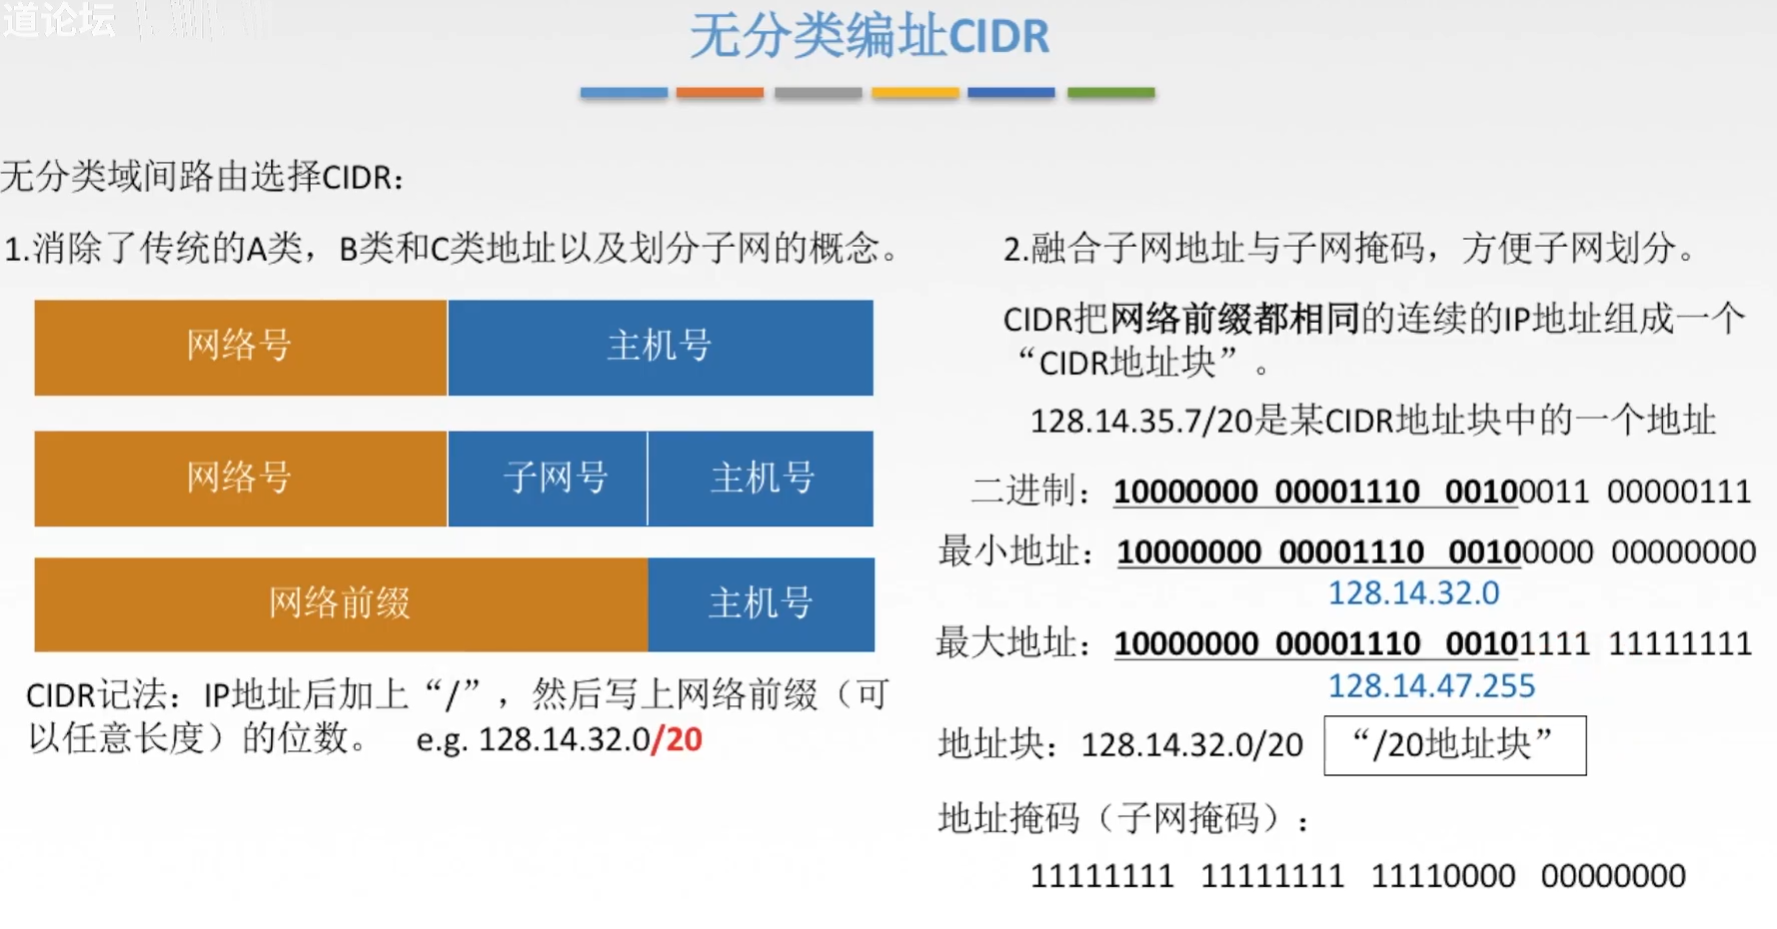 道论坛
无分类编址CIDR
无分类域间路由选择CIDR：
1.消除了传统的A类，B类和C类地址以及划分子网的概念。
网络号 主机号
网络号 子网号 主机号
网络前缀 主机号
CIDR记法：IP地址后加上“/”，然后写上网络前缀（可
以任意长度）的位数。 e.g. 128.14.32.0/20
2.融合子网地址与子网掩码，方便子网划分。
CIDR把网络前缀都相同的连续的IP地址组成一个
“CIDR地址块”。
128.14.35.7/20是某CIDR地址块中的一个地址
二进制：10000000 00001110 00100011 00000111
最小地址：10000000 00001110 00100000 00000000
128.14.32.0
最大地址：10000000 00001110 00101111 11111111
128.14.47.255
地址块：128.14.32.0/20 “/20地址块”
地址掩码（子网掩码）：
11111111 11111111 11110000 00000000